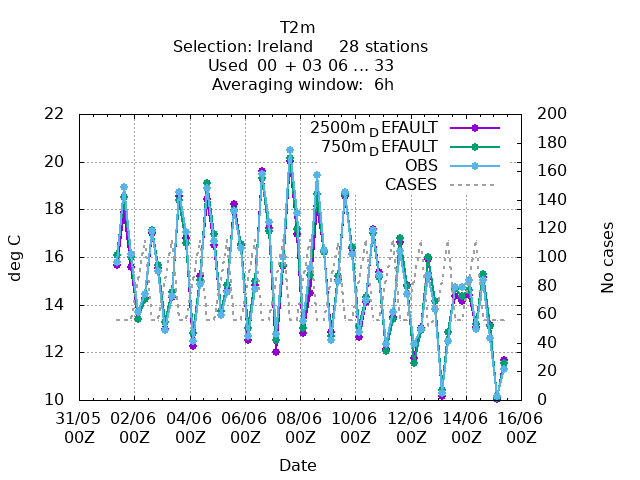 T2m
Selection: Ireland 28 stations
Used 00 + 03 06 ... 33
Averaging window: 6h
22
20
18
16
14
12
10
deg C
200
180
160
140
120
100
80
60
40
20
0
No cases
2500m_DEFAULT
750m_DEFAULT
OBS
CASES
31/05 02/06 04/06 06/06 08/06 10/06 12/06 14/06 16/06
00Z 00Z 00Z 00Z 00Z 00Z 00Z 00Z 00Z
Date